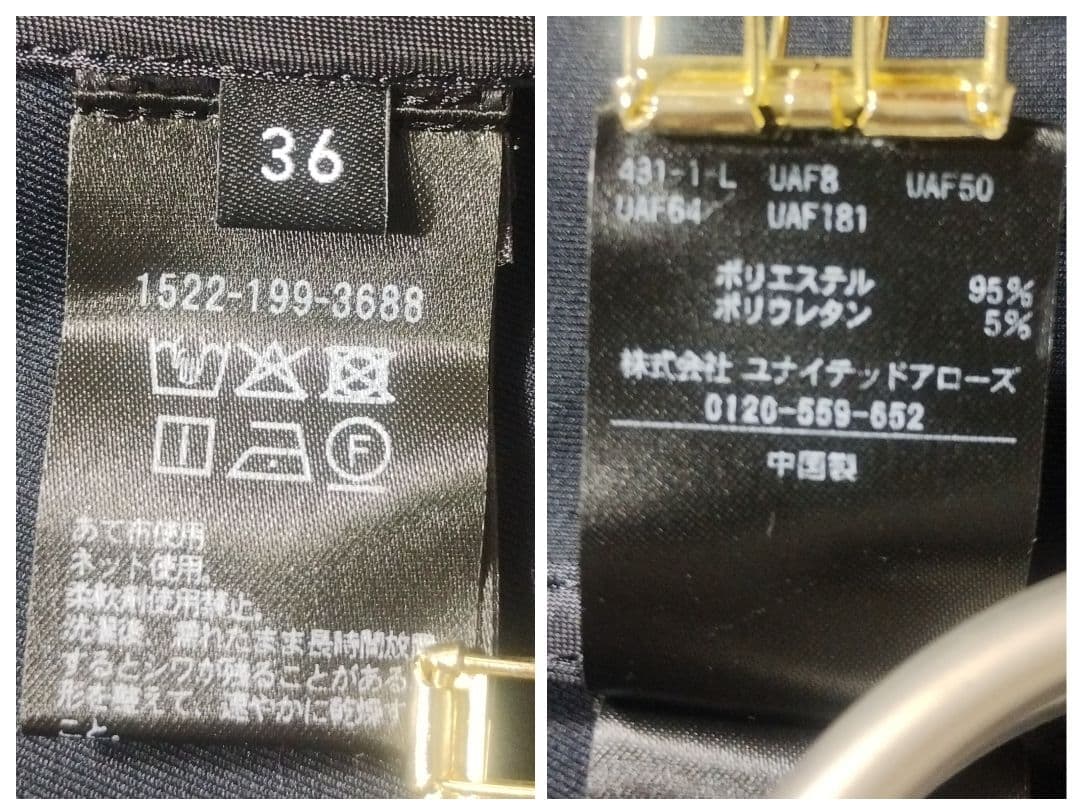 36
1522-199-3688
F
あて布使用
ネット使用。
柔軟剤使用禁止。
洗濯後、濡れたまま長時間放置
するとシワが残ることがある
形を整えて、速やかに乾燥す
こと。
431-1-L UAF8 UAF50
UAF64 UAF181
ポリエステル 95%
ポリウレタン 5%
株式会社 ユナイテッドアローズ
0120-559-652
中国製